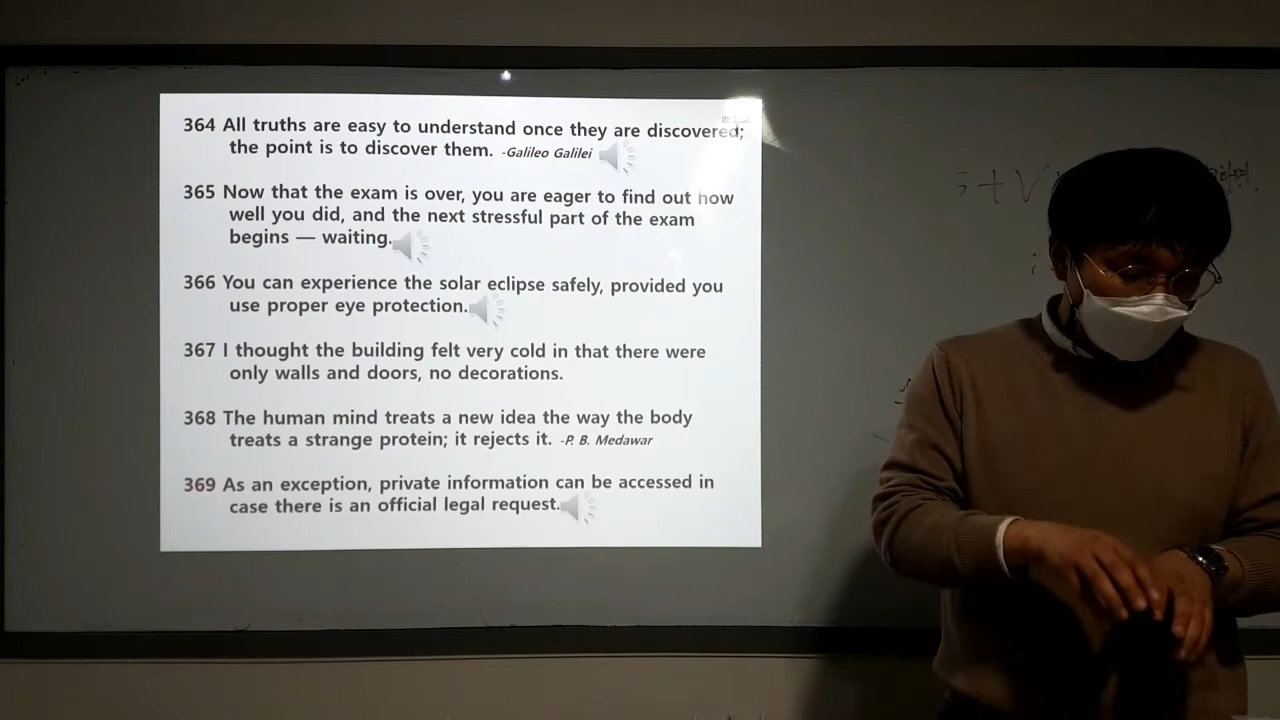 364 All truths are easy to understand once they are discovered;
the point is to discover them. -Galileo Galilei
365 Now that the exam is over, you are eager to find out how
well you did, and the next stressful part of the exam
begins — waiting.
366 You can experience the solar eclipse safely, provided you
use proper eye protection.
367 I thought the building felt very cold in that there were
only walls and doors, no decorations.
368 The human mind treats a new idea the way the body
treats a strange protein; it rejects it. -P. B. Medawar
369 As an exception, private information can be accessed in
case there is an official legal request.